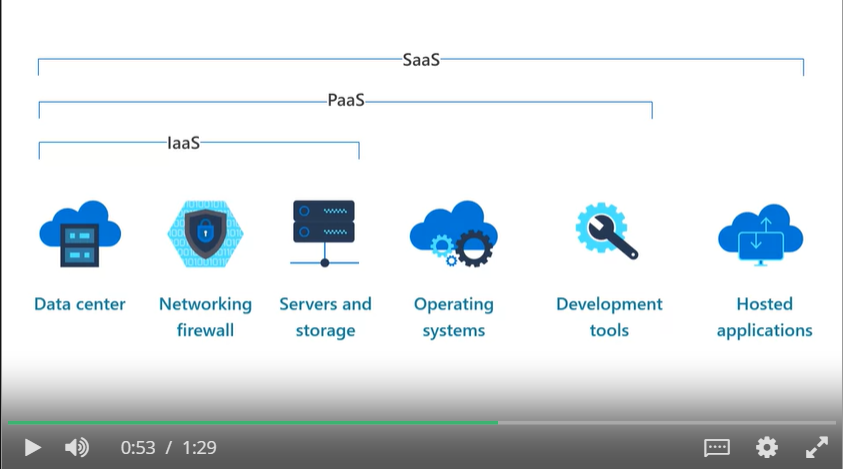 SaaS
PaaS
IaaS
Data center
Networking
firewall
Servers and
storage
Operating
systems
Development
tools
Hosted
applications
0:53 / 1:29